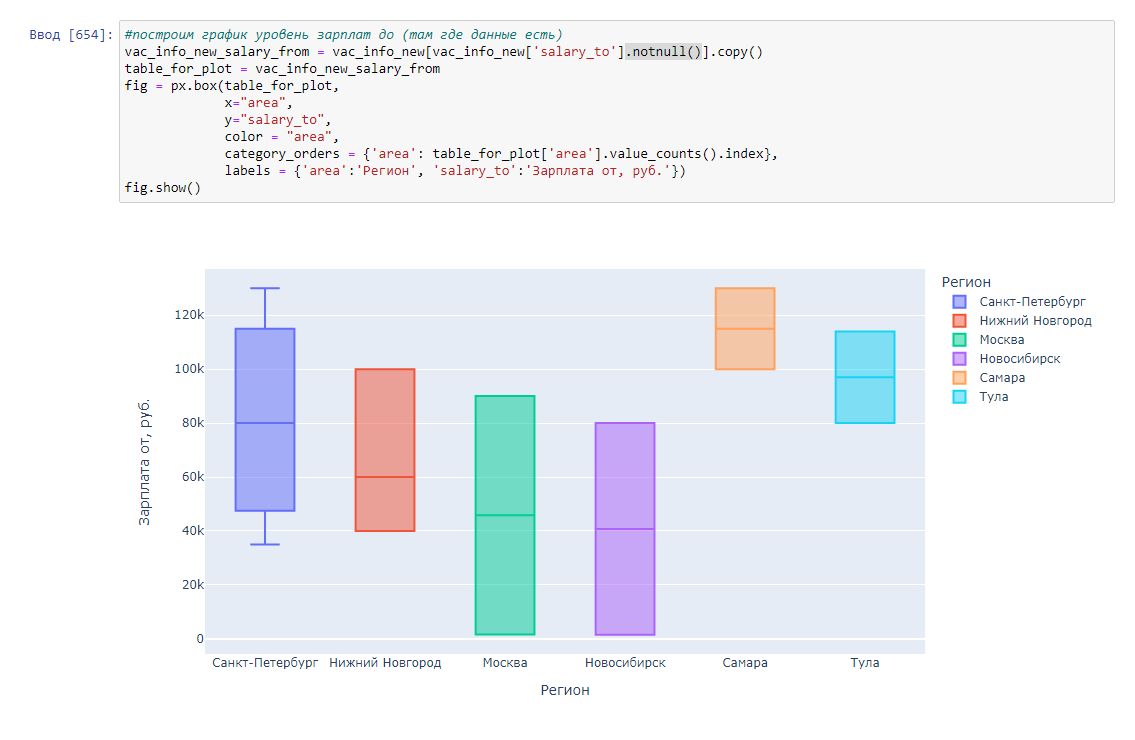 Ввод [654]: #построим график уровень зарплат до (там где данные есть)
vac_info_new_salary_from = vac_info_new[vac_info_new['salary_to'].notnull()].copy()
table_for_plot = vac_info_new_salary_from
fig = px.box(table_for_plot,
x="area",
y="salary_to",
color = "area",
category_orders = {'area': table_for_plot['area'].value_counts().index},
labels = {'area':'Регион', 'salary_to':'Зарплата от, руб.'})
fig.show()
Зарплата от, руб.
120k
100k
80k
60k
40k
20k
0
Санкт-Петербург Нижний Новгород Москва Новосибирск Самара Тула
Регион
Регион
Санкт-Петербург
Нижний Новгород
Москва
Новосибирск
Самара
Тула